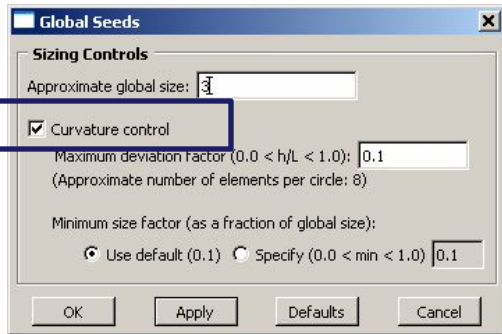 Global Seeds
Sizing Controls
Approximate global size: 3
Curvature control
Maximum deviation factor (0.0 < h/L < 1.0): 0.1
(Approximate number of elements per circle: 8)
Minimum size factor (as a fraction of global size):
Use default (0.1) Specify (0.0 < min < 1.0) 0.1
OK Apply Defaults Cancel